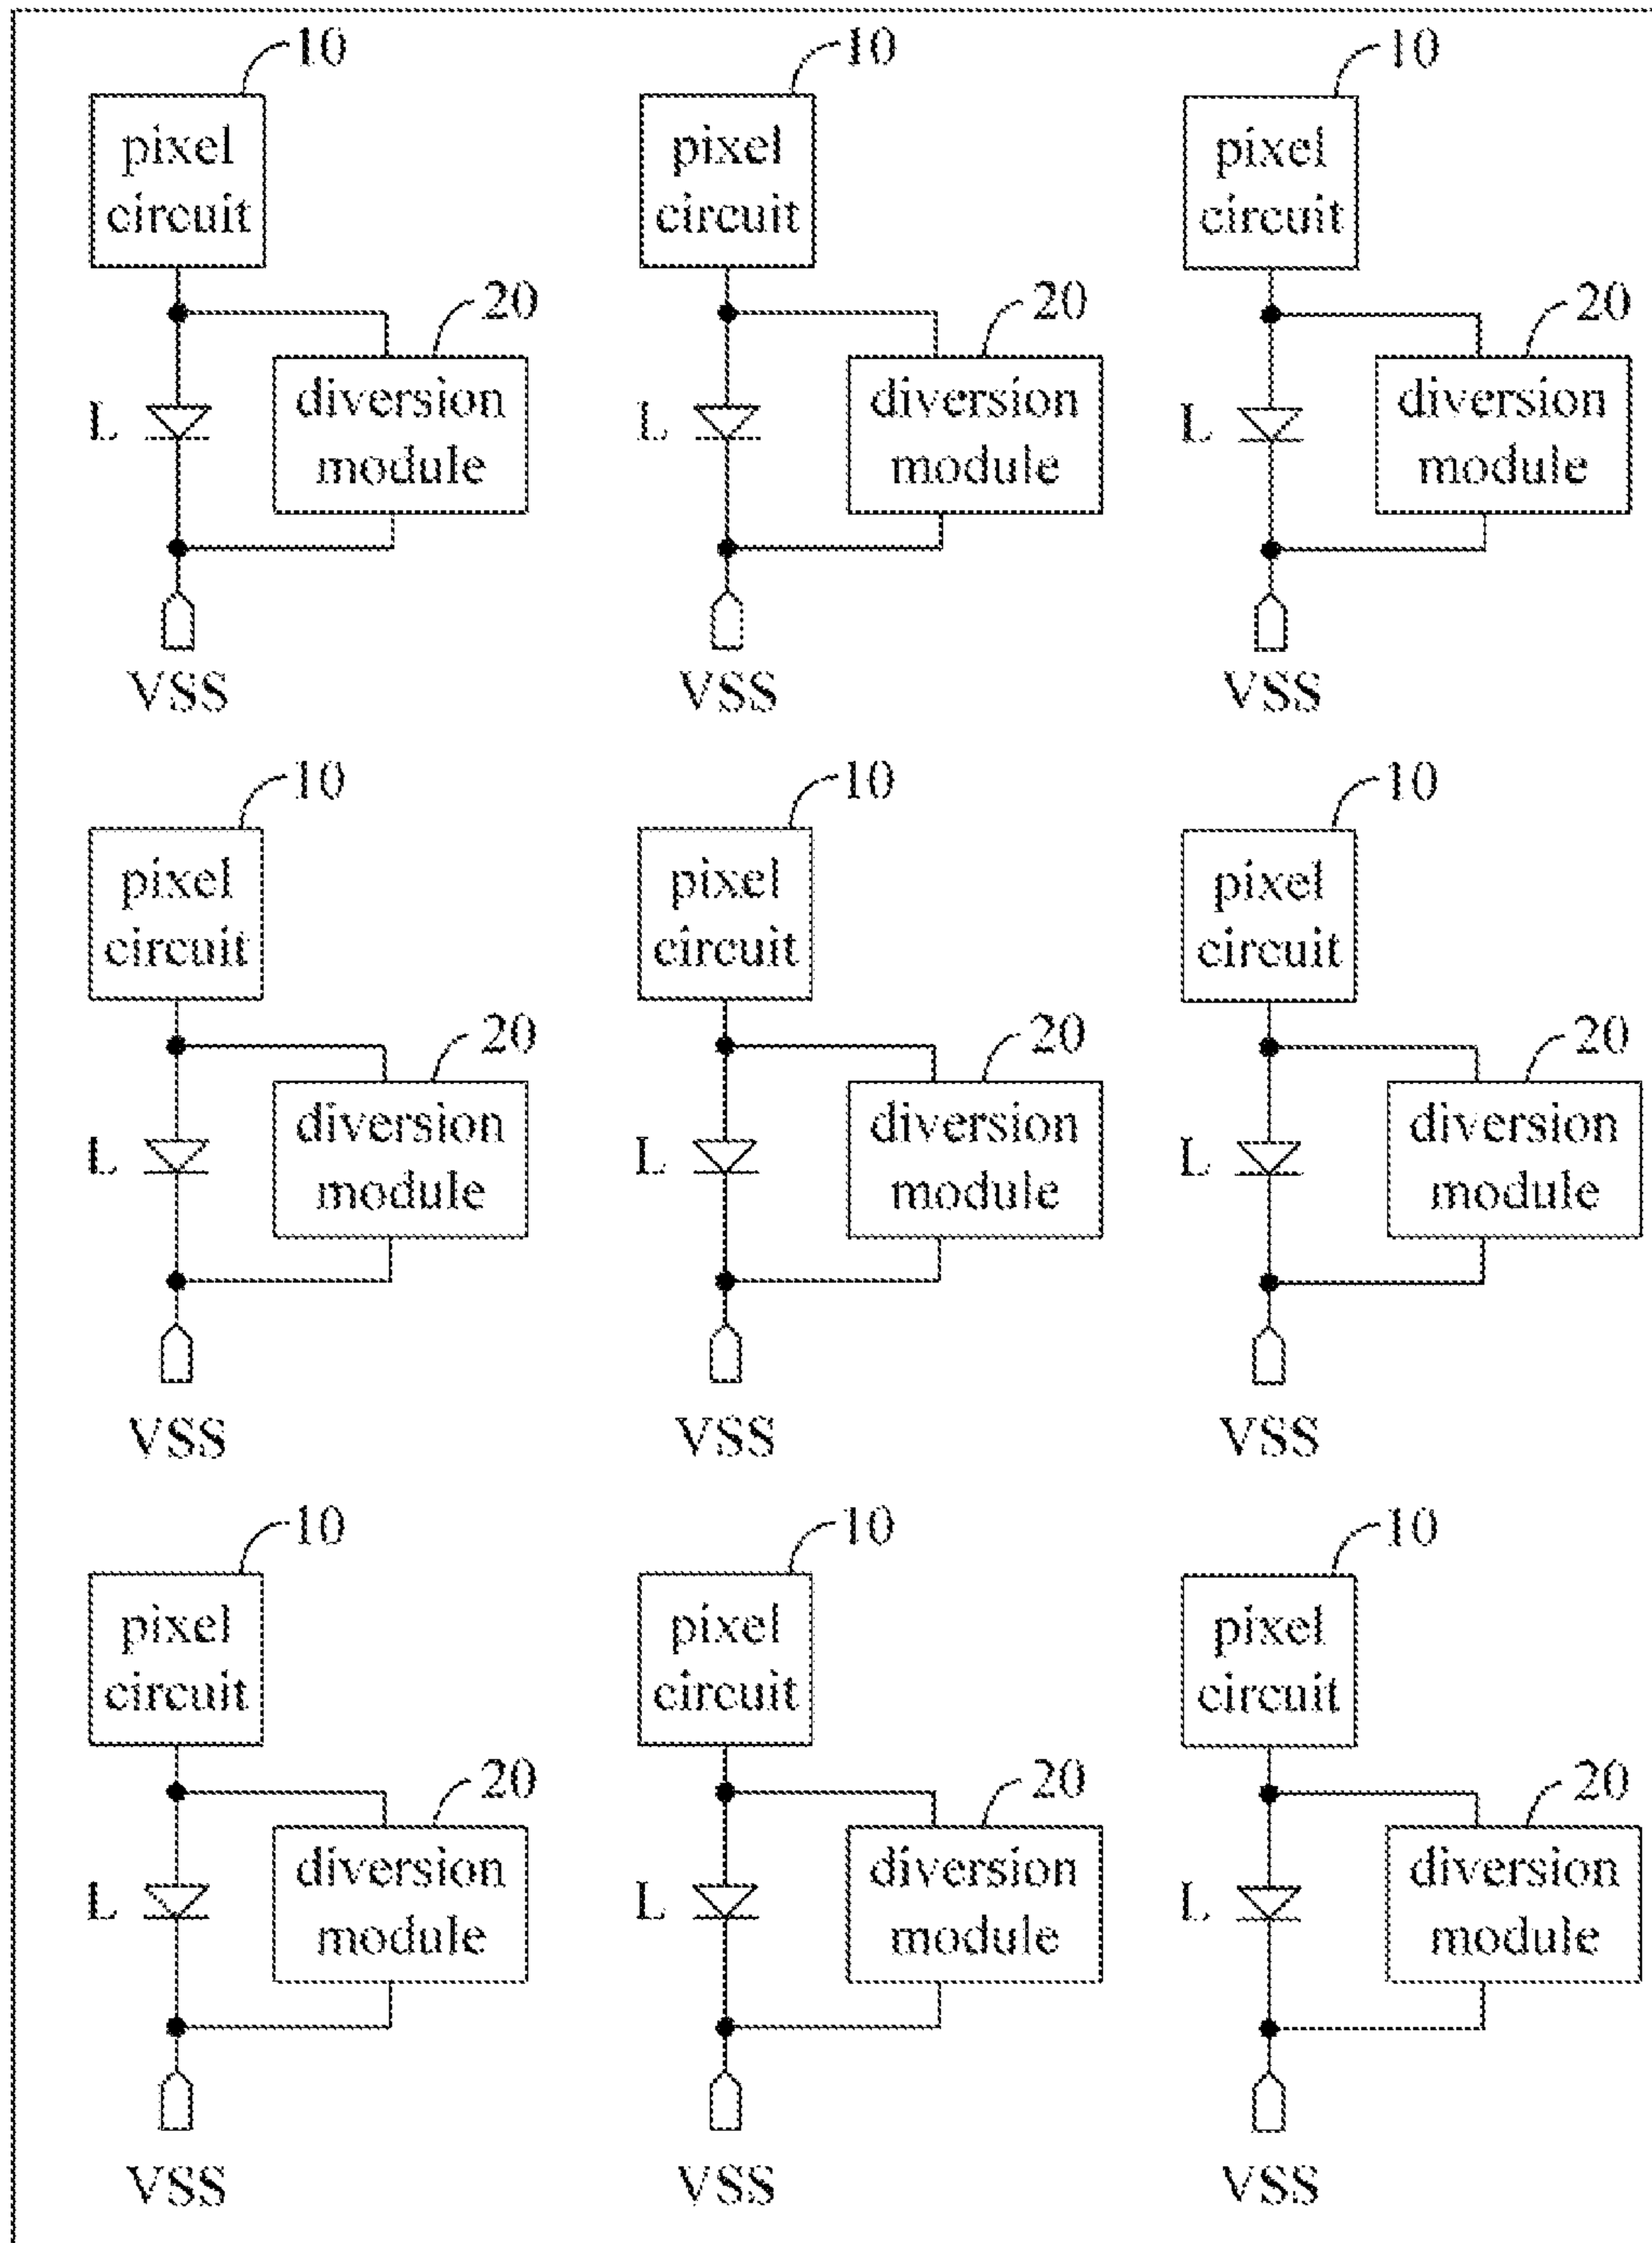 10 10 10
pixel circuit pixel circuit pixel circuit
20 20 20
L diversion module L diversion module L diversion module
VSS VSS VSS
10 10 10
pixel circuit pixel circuit pixel circuit
20 20 20
L diversion module L diversion module L diversion module
VSS VSS VSS
10 10 10
pixel circuit pixel circuit pixel circuit
20 20 20
L diversion module L diversion module L diversion module
VSS VSS VSS